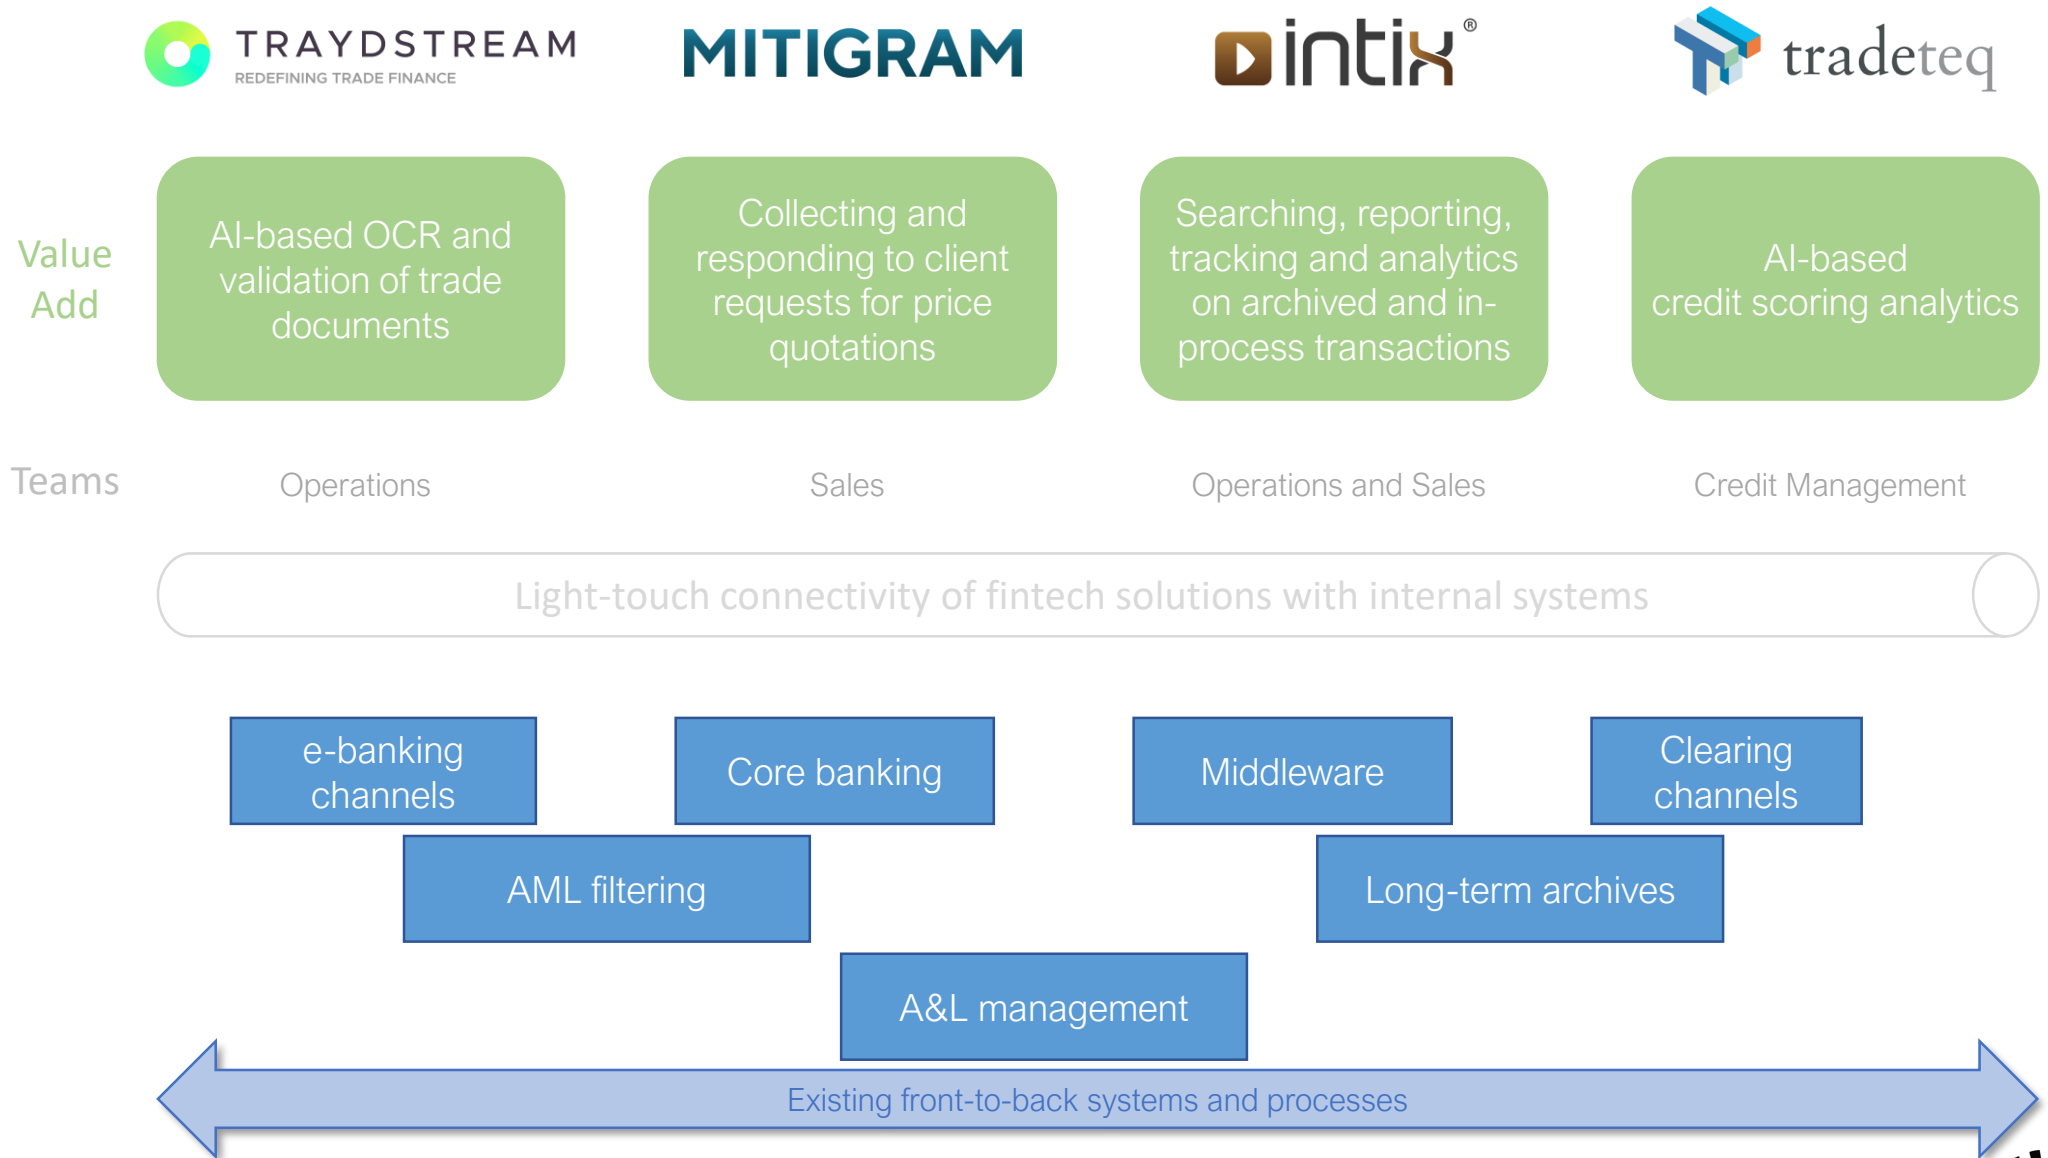 TRAYDSTREAM
REDEFINING TRADE FINANCE
MITIGRAM
intix®
tradeteq
Value
Add
AI-based OCR and
validation of trade
documents
Collecting and
responding to client
requests for price
quotations
Searching, reporting,
tracking and analytics
on archived and in-
process transactions
AI-based
credit scoring analytics
Teams
Operations
Sales
Operations and Sales
Credit Management
Light-touch connectivity of fintech solutions with internal systems
e-banking
channels
Core banking
Middleware
Clearing
channels
AML filtering
Long-term archives
A&L management
Existing front-to-back systems and processes